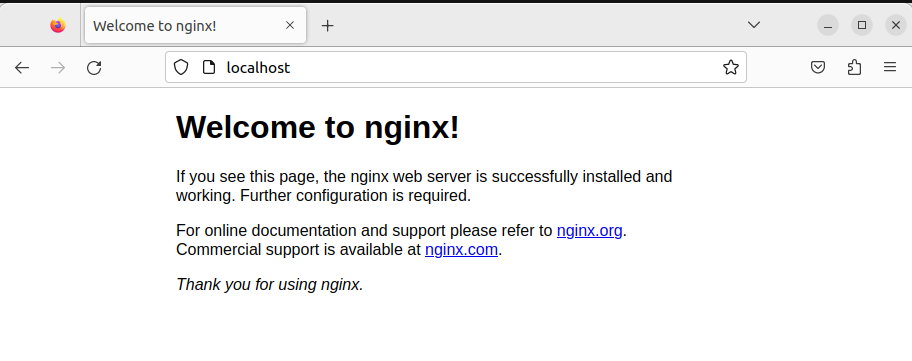 Welcome to nginx!
localhost
Welcome to nginx!
If you see this page, the nginx web server is successfully installed and
working. Further configuration is required.
For online documentation and support please refer to nginx.org.
Commercial support is available at nginx.com.
Thank you for using nginx.